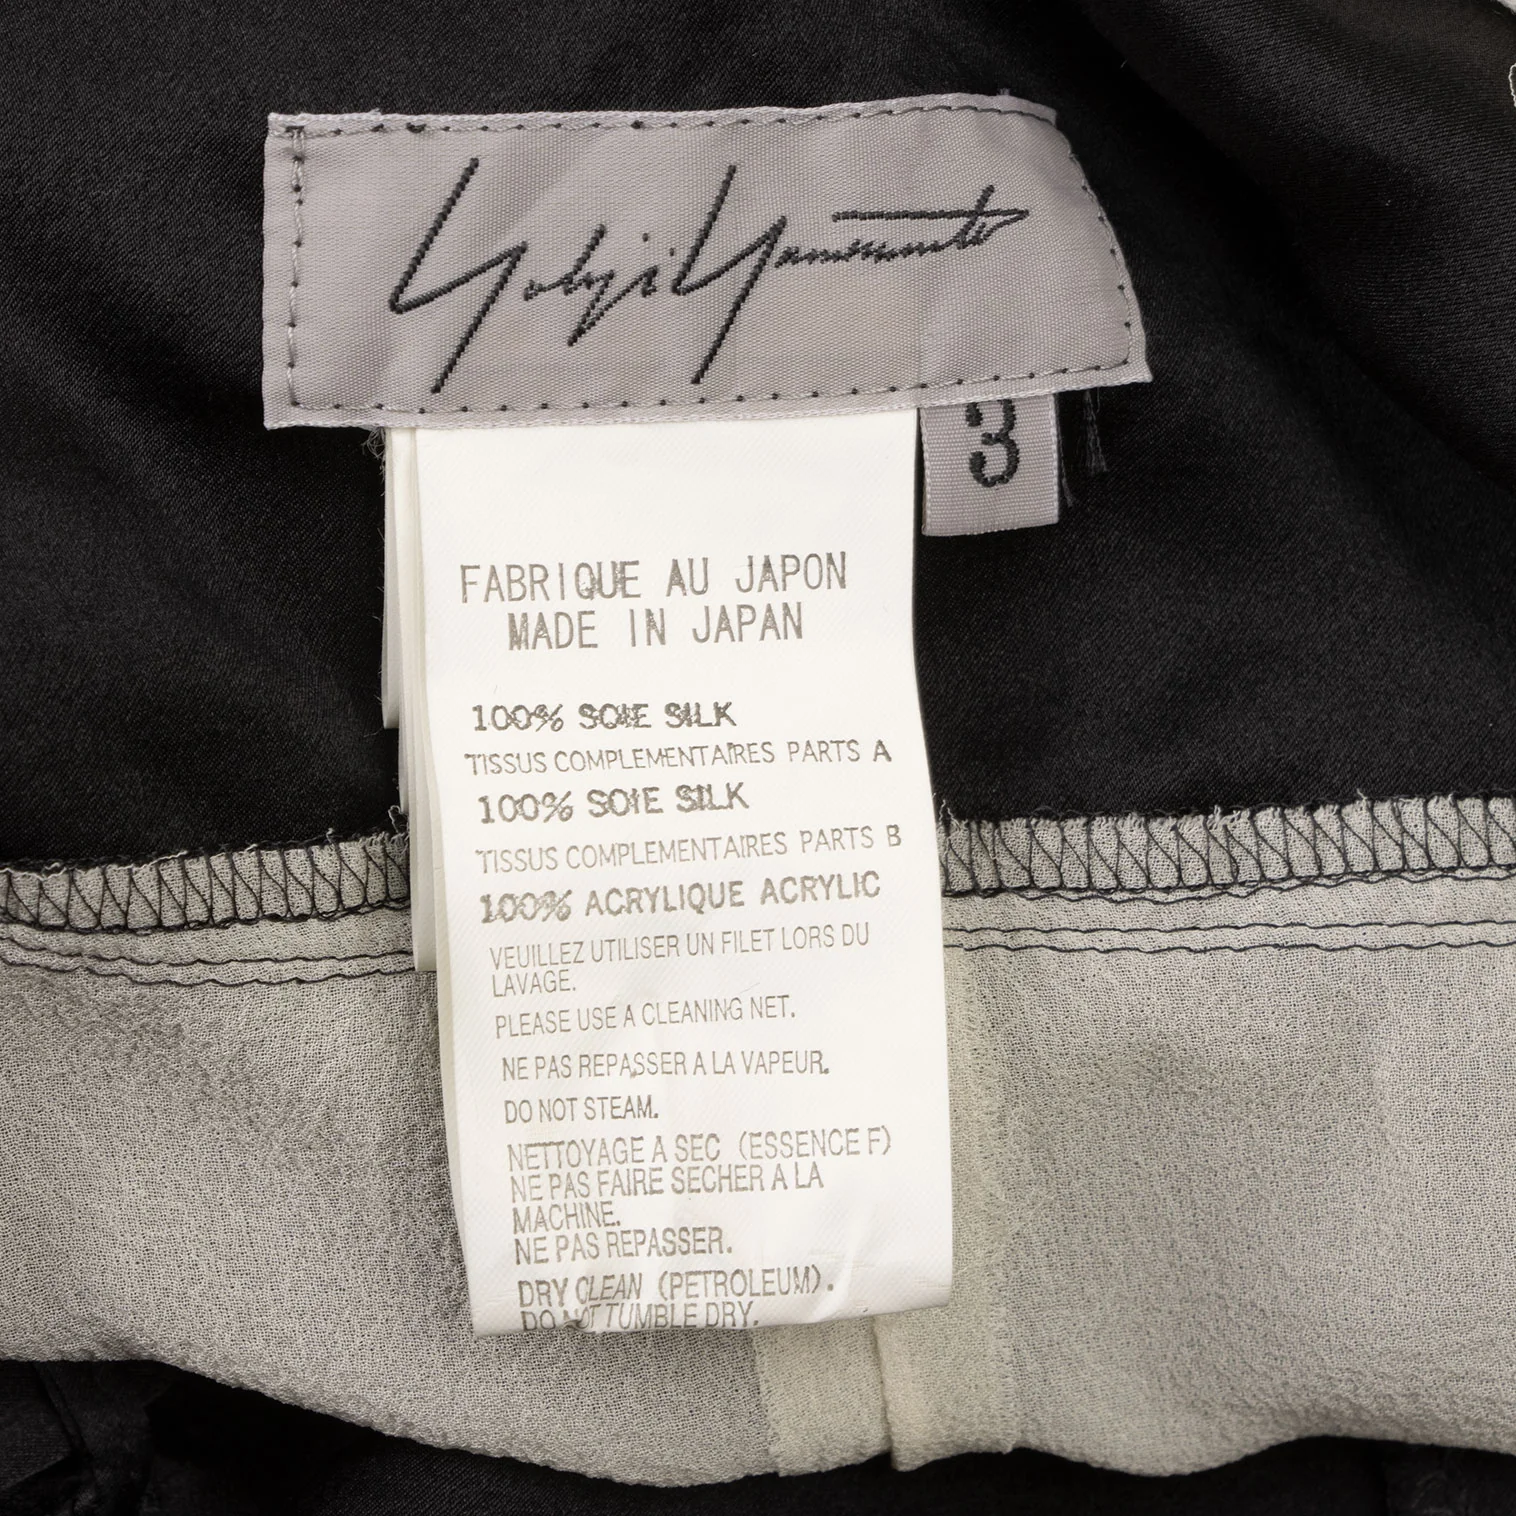 Yohji Yamamoto
3
FABRIQUE AU JAPON
MADE IN JAPAN
100% SOIE SILK
TISSUS COMPLEMENTAIRES PARTS A
100% SOIE SILK
TISSUS COMPLEMENTAIRES PARTS B
100% ACRYLIQUE ACRYLIC
VEUILLEZ UTILISER UN FILET LORS DU
LAVAGE.
PLEASE USE A CLEANING NET.
NE PAS REPASSER A LA VAPEUR.
DO NOT STEAM.
NETTOYAGE A SEC (ESSENCE F)
NE PAS FAIRE SECHER A LA
MACHINE.
NE PAS REPASSER.
DRY CLEAN (PETROLEUM).
DO NOT TUMBLE DRY.